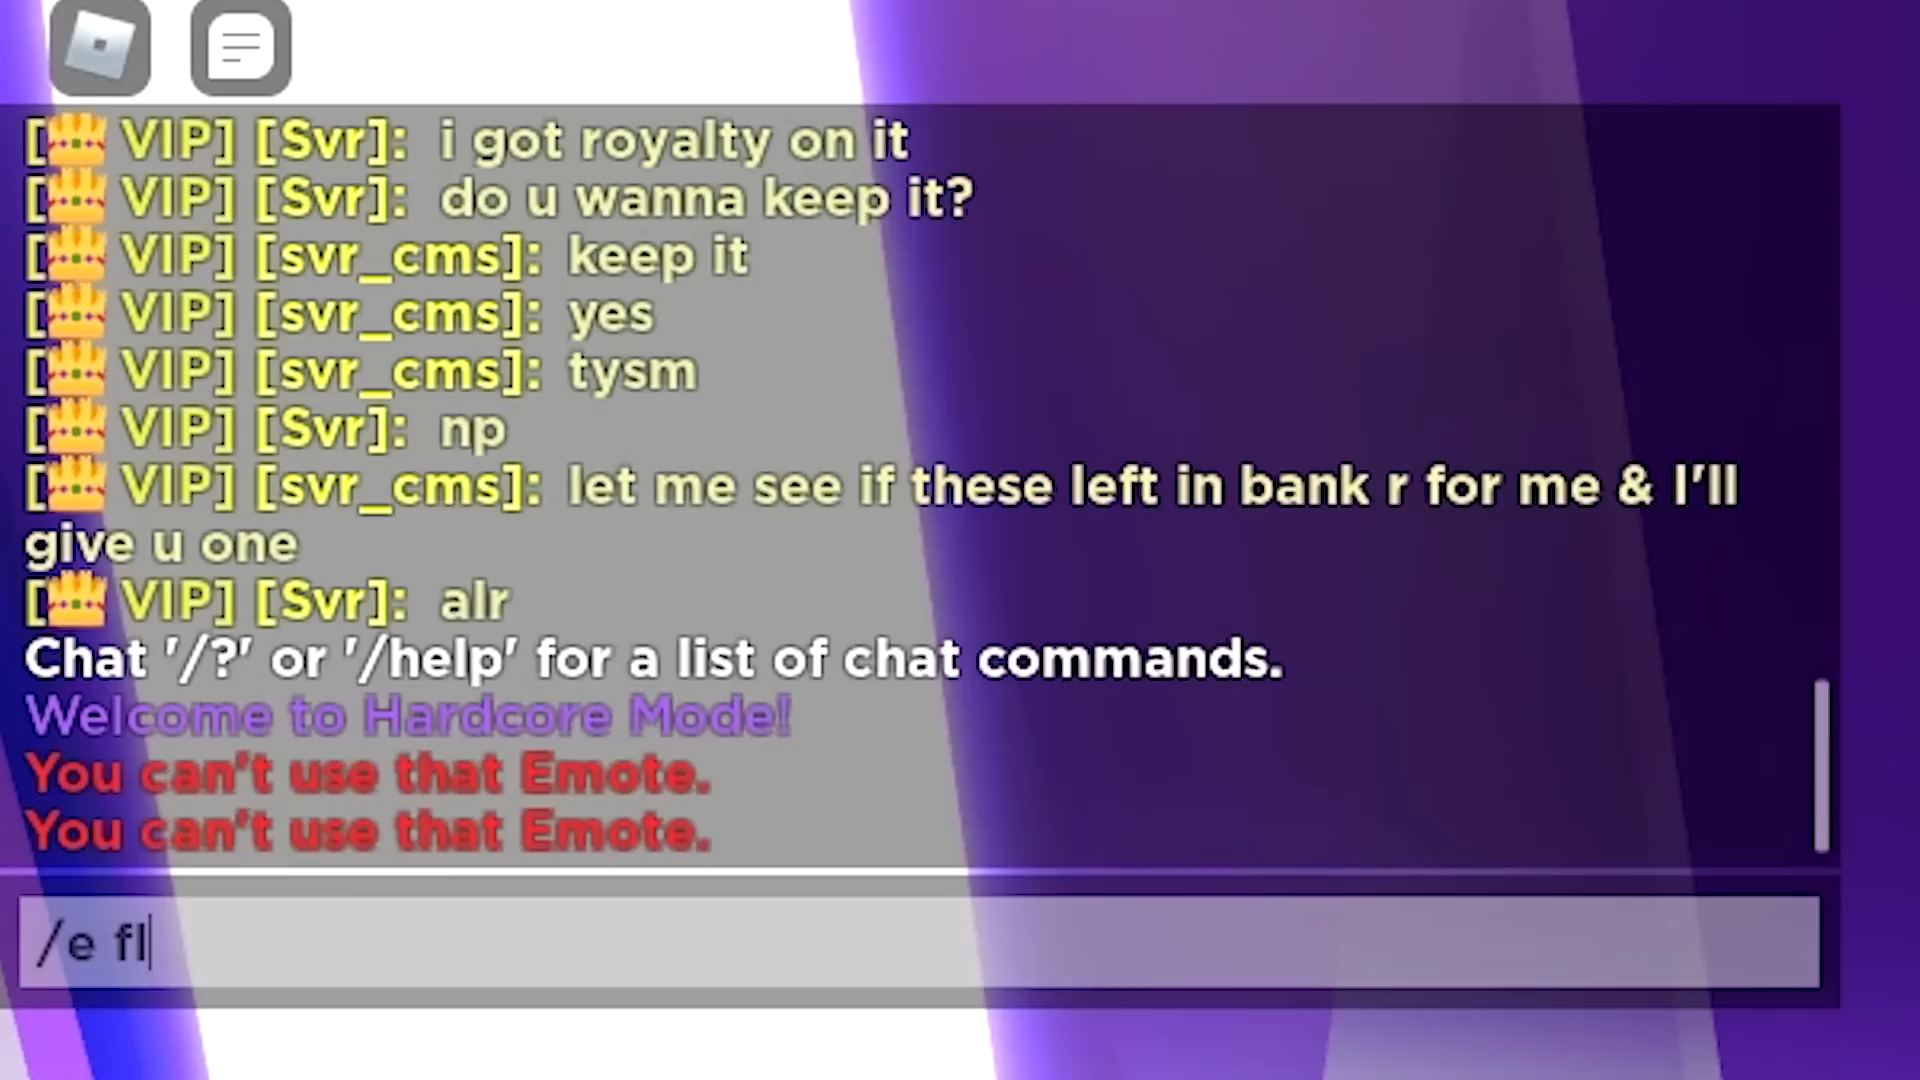 [👑 VIP] [Svr]: i got royalty on it
[👑 VIP] [Svr]: do u wanna keep it?
[👑 VIP] [svr_cms]: keep it
[👑 VIP] [svr_cms]: yes
[👑 VIP] [svr_cms]: tysm
[👑 VIP] [Svr]: np
[👑 VIP] [svr_cms]: let me see if these left in bank r for me & I'll
give u one
[👑 VIP] [Svr]: alr
Chat '/?' or '/help' for a list of chat commands.
Welcome to Hardcore Mode!
You can't use that Emote.
You can't use that Emote.
/e fl